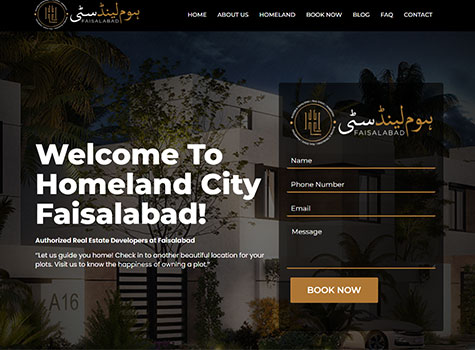 ہوم لینڈ سٹی
FAISALABAD
HOME ABOUT US HOMELAND BOOK NOW BLOG FAQ CONTACT
Welcome To
Homeland City
Faisalabad!
Authorized Real Estate Developers at Faisalabad
"Let us guide you home! Check in to another beautiful location for your
plots. Visit us to know the happiness of owning a plot."
A16
ہوم لینڈ سٹی
FAISALABAD
Name
Phone Number
Email
Message
BOOK NOW